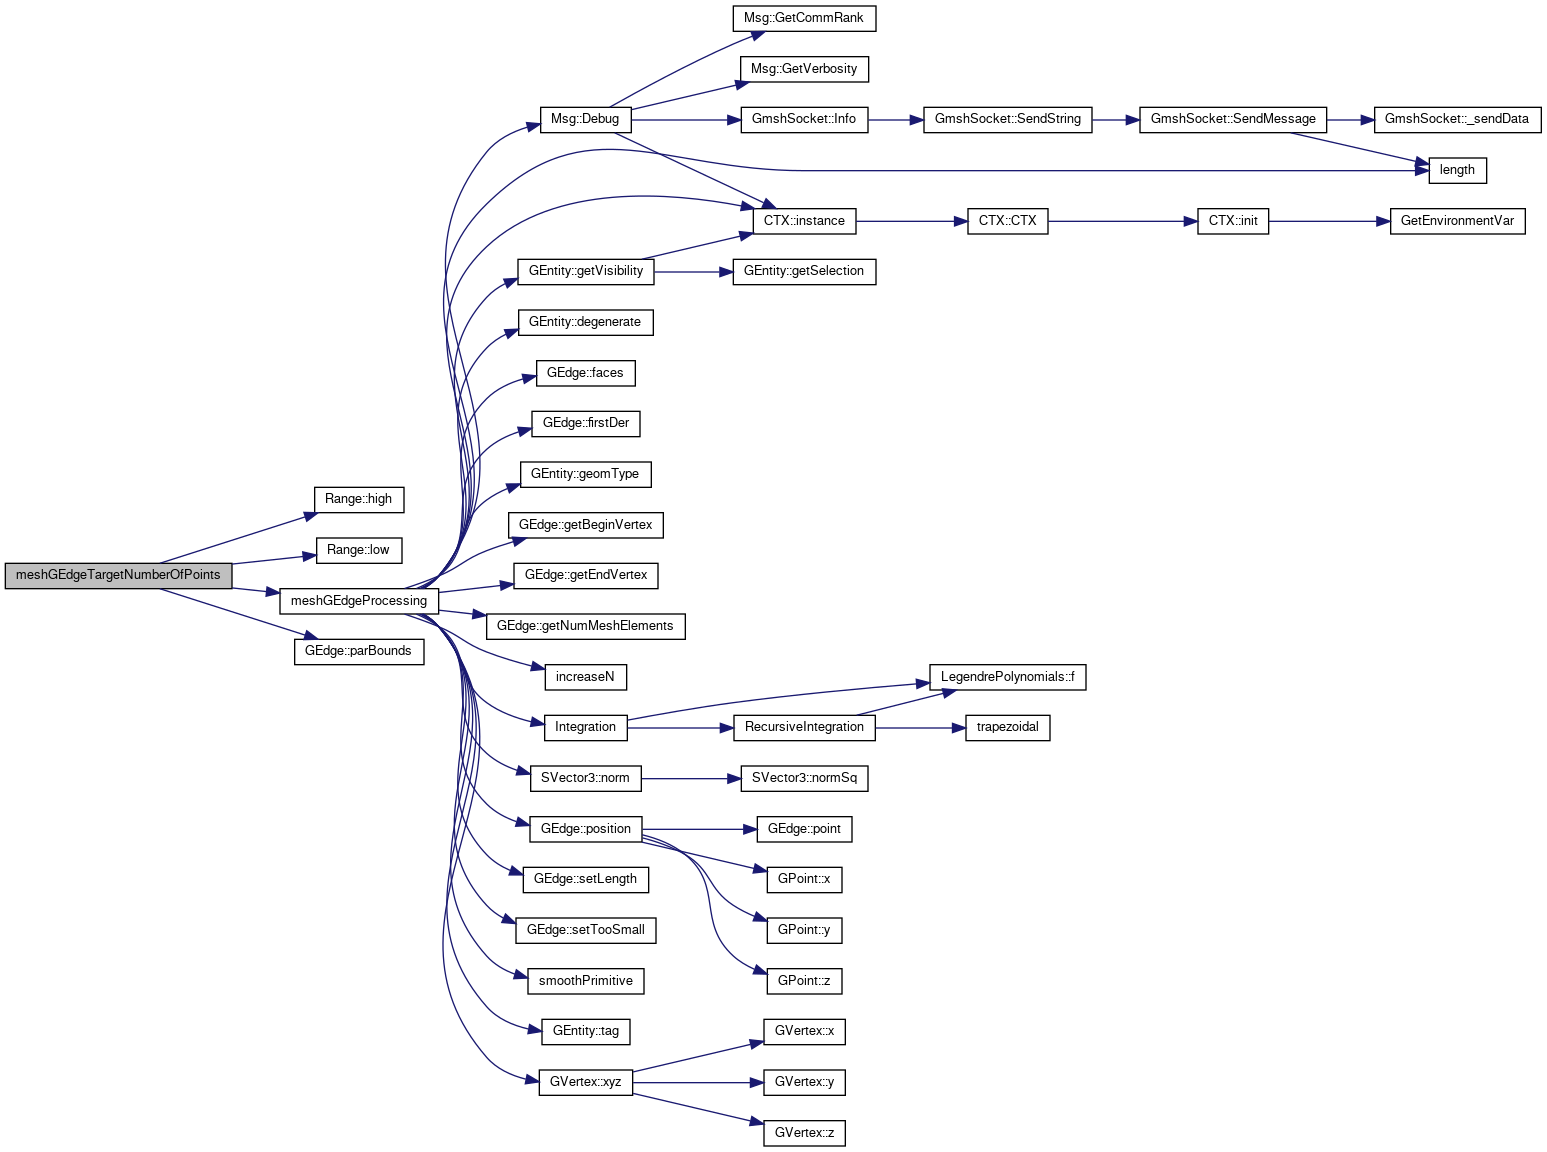 Msg::GetCommRank
Msg::GetVerbosity
Msg::Debug
GmshSocket::Info
GmshSocket::SendString
GmshSocket::SendMessage
GmshSocket::_sendData
length
CTX::instance
CTX::CTX
CTX::init
GetEnvironmentVar
GEntity::getVisibility
GEntity::getSelection
GEntity::degenerate
GEdge::faces
GEdge::firstDer
GEntity::geomType
Range::high
GEdge::getBeginVertex
Range::low
meshGEdgeTargetNumberOfPoints
GEdge::getEndVertex
meshGEdgeProcessing
GEdge::getNumMeshElements
GEdge::parBounds
increaseN
LegendrePolynomials::f
Integration
RecursiveIntegration
trapezoidal
SVector3::norm
SVector3::normSq
GEdge::position
GEdge::point
GEdge::setLength
GPoint::x
GEdge::setTooSmall
GPoint::y
smoothPrimitive
GPoint::z
GEntity::tag
GVertex::x
GVertex::xyz
GVertex::y
GVertex::z